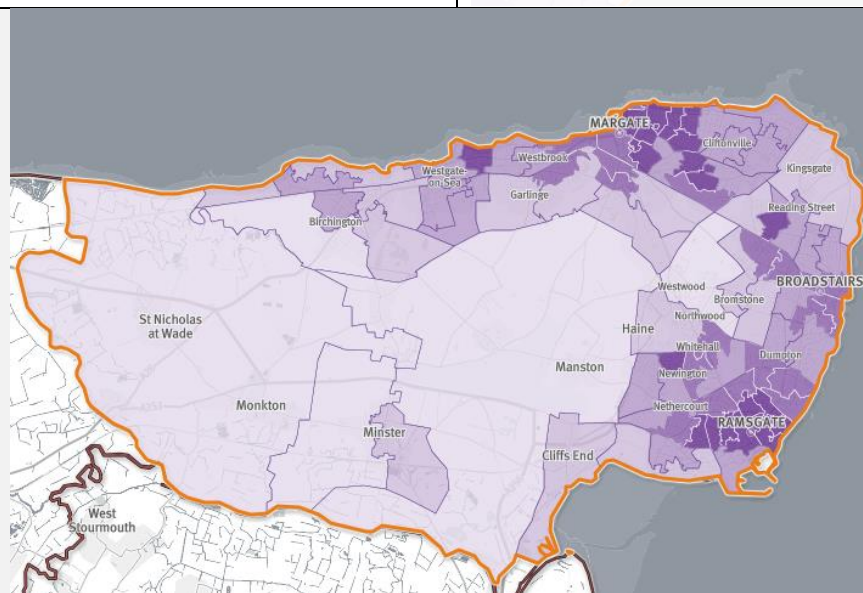 MARGATE
Cliftonville
Westbrook
Kingsgate
Westgate-
on-Sea
Garlinge
Reading Street
Birchington
BROADSTAIRS
Westwood
Bromstone
St Nicholas
at Wade
Northwood
Haine
Whitehall
Dumpton
Manston
Newington
Monkton
Nethercourt
RAMSGATE
Minster
Cliffs End
West
Stourmouth